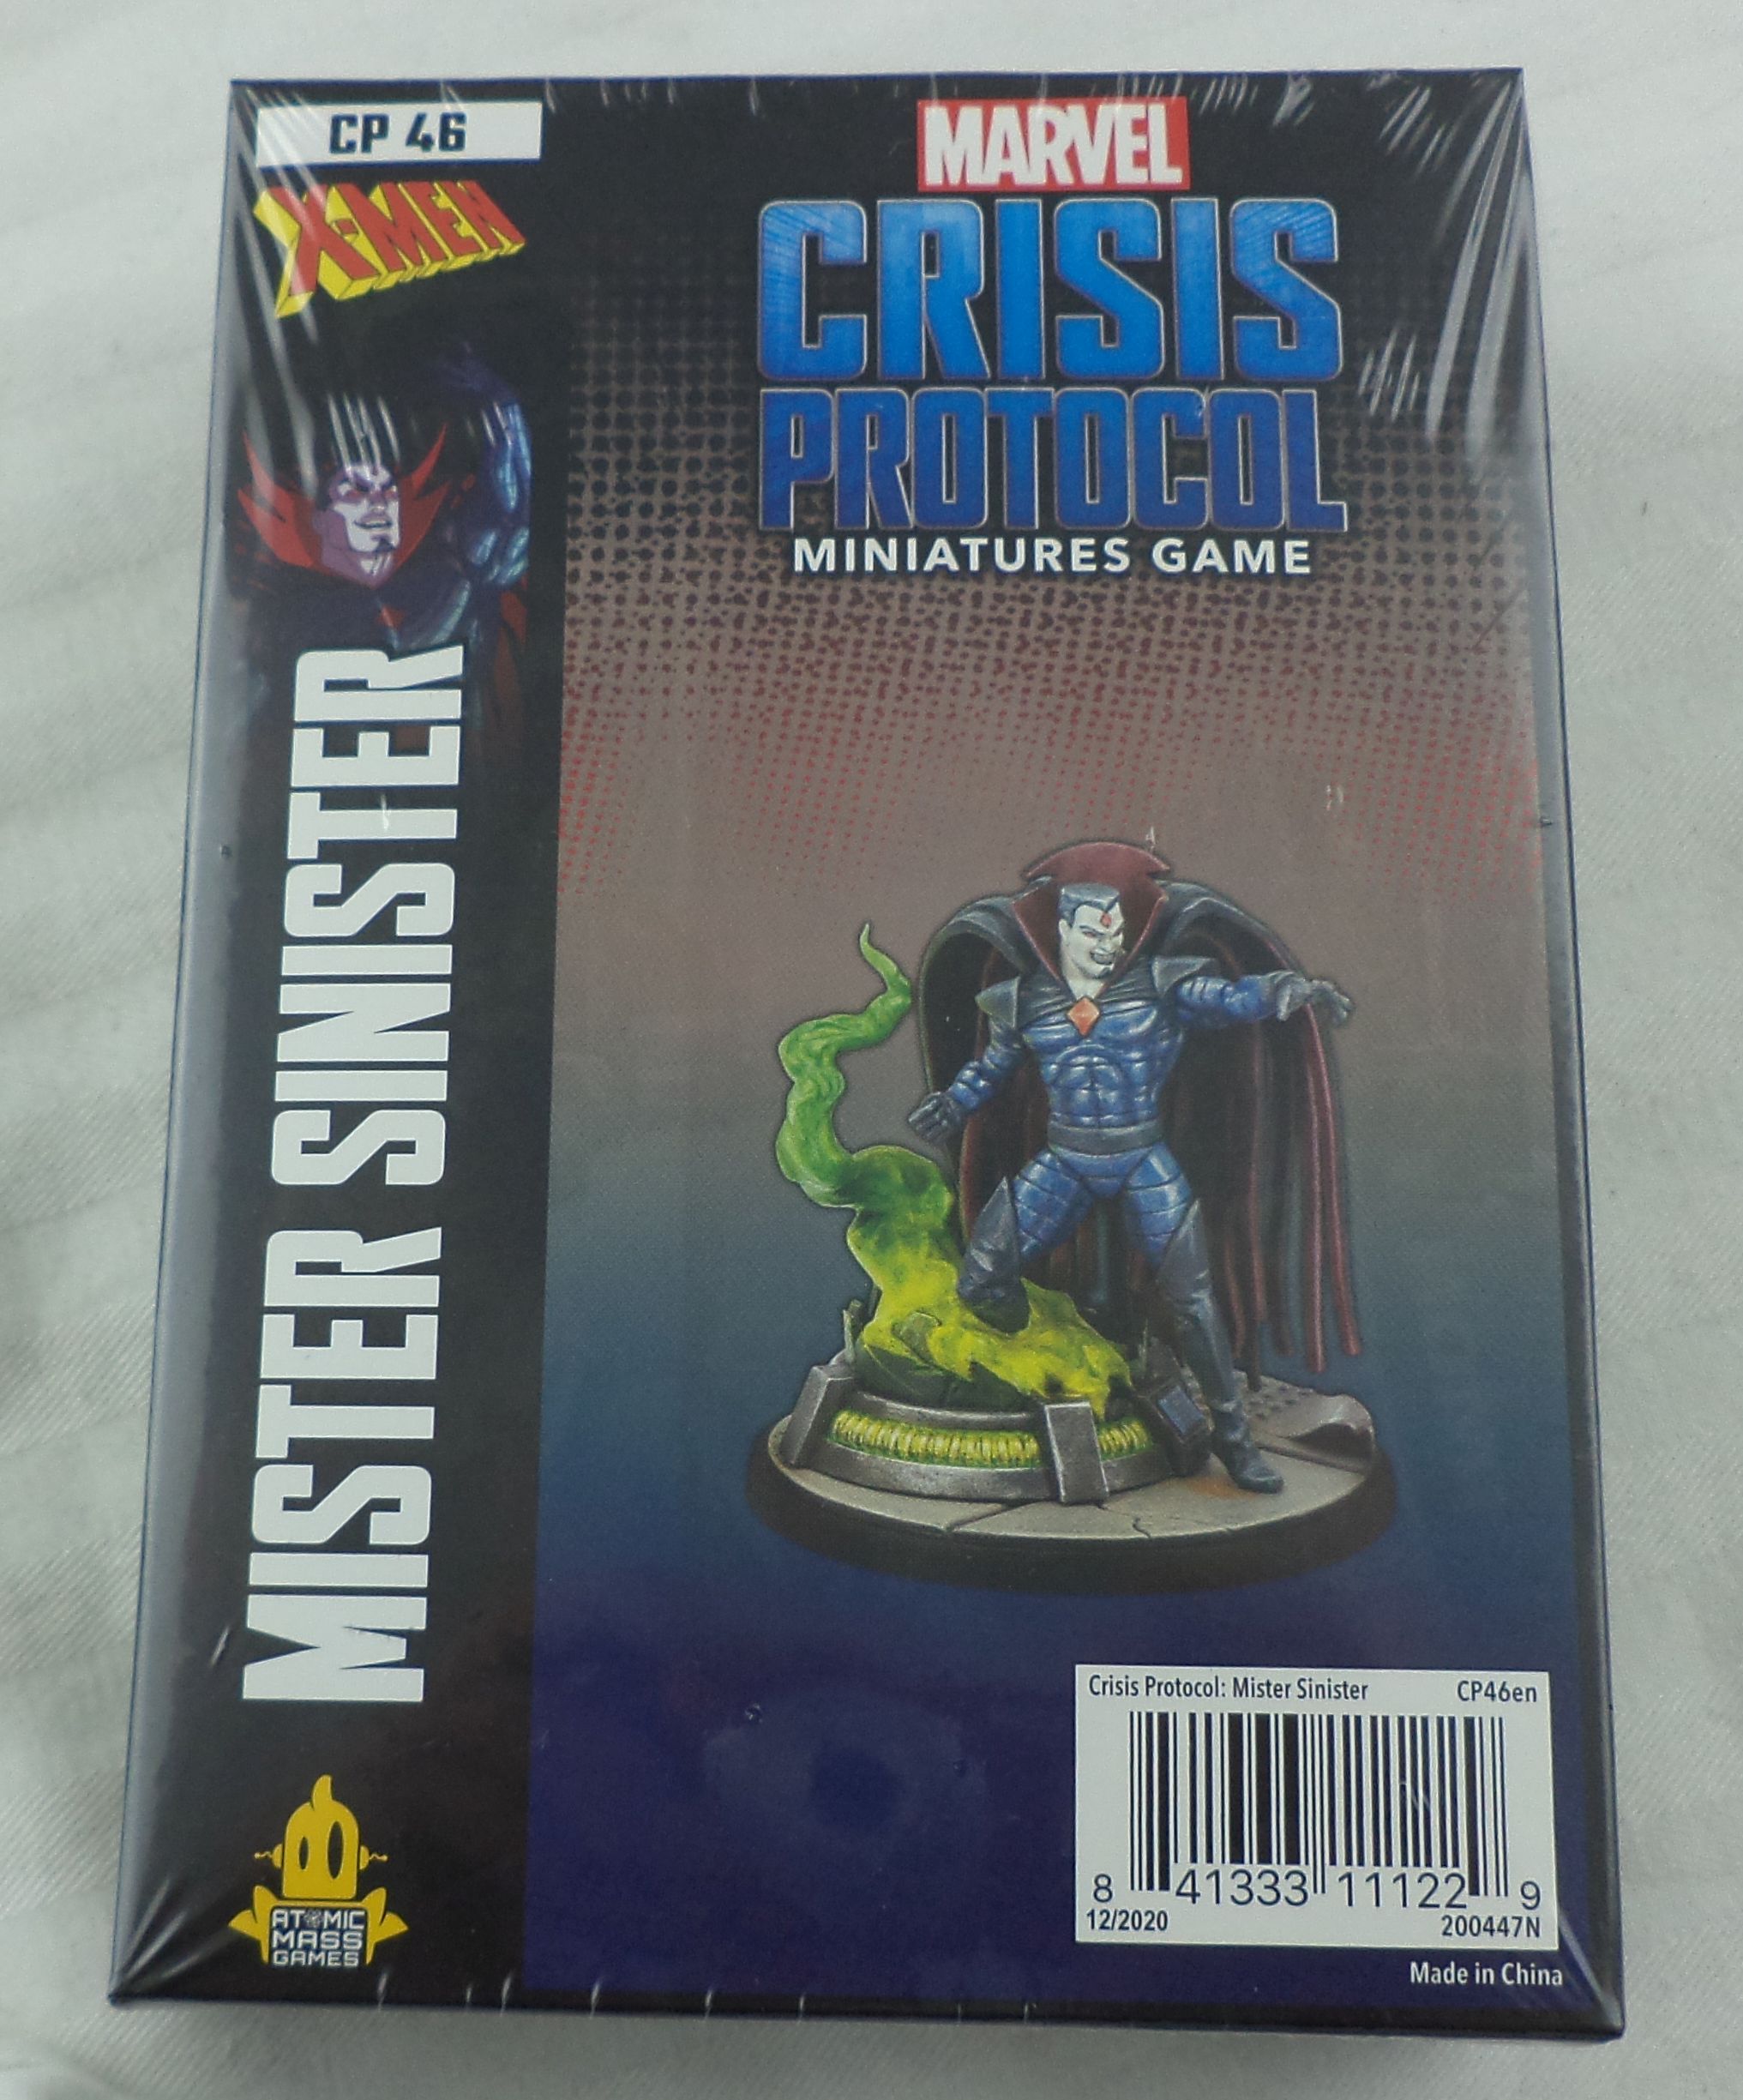 CP 46
X-MEN
MISTER SINISTER
ATOMIC
MASS
GAMES
MARVEL
CRISIS
PROTOCOL
MINIATURES GAME
Crisis Protocol: Mister Sinister CP46en
8 41333 11122 9
12/2020 200447N
Made in China